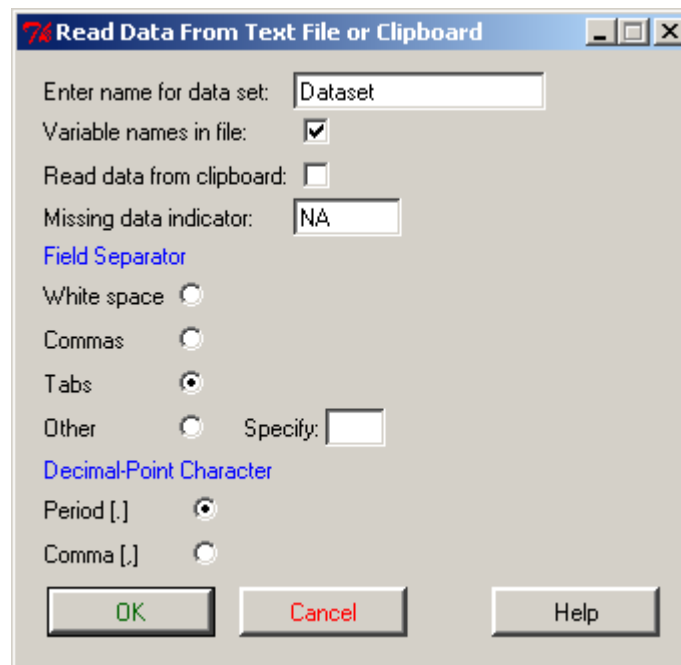 Read Data From Text File or Clipboard
Enter name for data set: Dataset
Variable names in file:
Read data from clipboard:
Missing data indicator: NA
Field Separator
White space
Commas
Tabs
Other Specify:
Decimal-Point Character
Period [.]
Comma [,]
OK Cancel Help